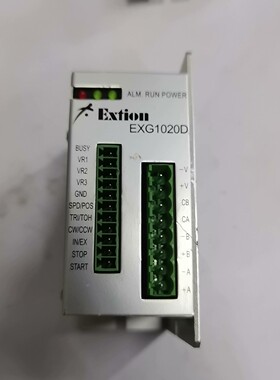 ALM. RUN POWER
Extion
EXG1020D
BUSY
VR1
VR2
VR3
GND
SPD/POS
TRI/TOH
CW/CCW
IN/EX
STOP
START
-V
+V
CB
CA
-B
+B
-A
+A